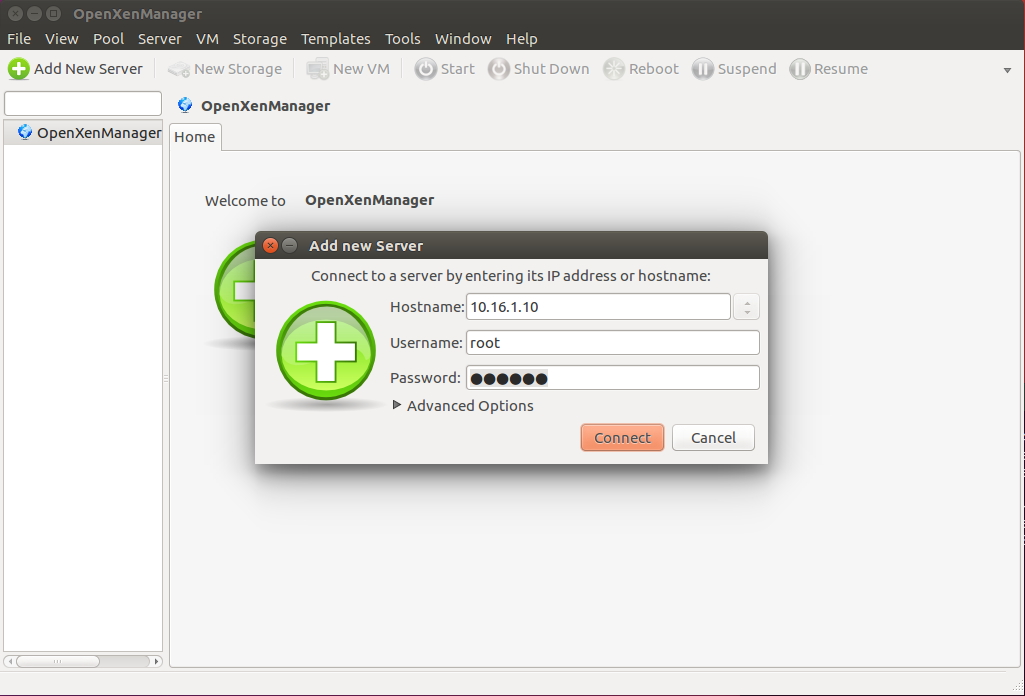 OpenXenManager
File View Pool Server VM Storage Templates Tools Window Help
Add New Server New Storage New VM Start Shut Down Reboot Suspend Resume
OpenXenManager
OpenXenManager
Home
Welcome to OpenXenManager
Add new Server
Connect to a server by entering its IP address or hostname:
Hostname: 10.16.1.10
Username: root
Password: ●●●●●●
Advanced Options
Connect Cancel